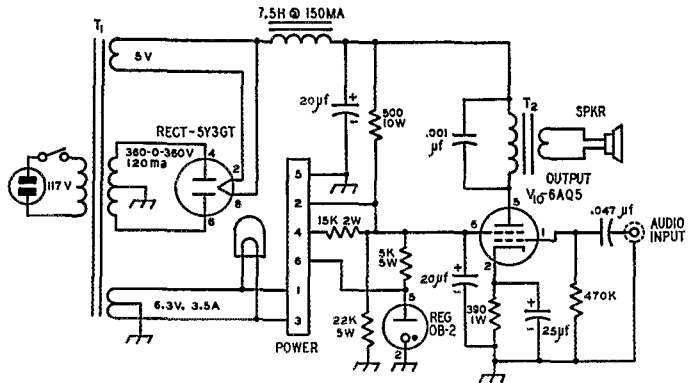 7.5H @ 150MA
T1
5V
RECT-5Y3GT
360-0-360V
120ma
4
2
8
6
117V
6.3V, 3.5A
20µf
+
-
500
10W
5
2
4
6
1
3
POWER
15K 2W
22K
5W
5K
5W
5
REG
OB-2
2
.001
µf
T2
SPKR
OUTPUT
V10-6AQ5
5
6
1
2
20µf
+
-
390
1W
+
-
25µf
470K
.047 µf
AUDIO
INPUT